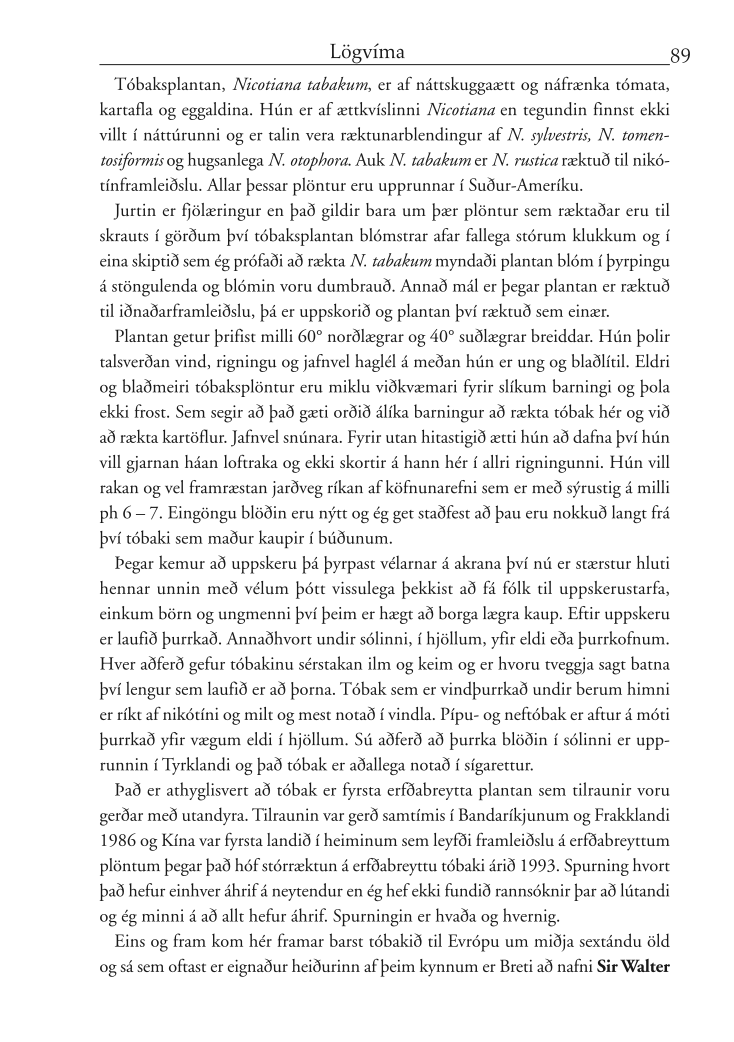 Lögvíma
89
Tóbaksplantan, Nicotiana tabakum, er af náttskuggaætt og náfrænka tómata,
kartafla og eggaldina. Hún er af ættkvíslinni Nicotiana en tegundin finnst ekki
villt í náttúrunni og er talin vera ræktunarblendingur af N. sylvestris, N. tomen-
tosiformis og hugsanlega N. otophora. Auk N. tabakum er N. rustica ræktuð til nikó-
tínframleiðslu. Allar þessar plöntur eru upprunnar í Suður-Ameríku.
Jurtin er fjölæringur en það gildir bara um þær plöntur sem ræktaðar eru til
skrauts í görðum því tóbaksplantan blómstrar afar fallega stórum klukkum og í
eina skiptið sem ég prófaði að rækta N. tabakum myndaði plantan blóm í þyrpingu
á stöngulenda og blómin voru dumbrauð. Annað mál er þegar plantan er ræktuð
til iðnaðarframleiðslu, þá er uppskorið og plantan því ræktuð sem einær.
Plantan getur þrifist milli 60° norðlægrar og 40° suðlægrar breiddar. Hún þolir
talsverðan vind, rigningu og jafnvel haglél á meðan hún er ung og blaðlítil. Eldri
og blaðmeiri tóbaksplöntur eru miklu viðkvæmari fyrir slíkum barningi og þola
ekki frost. Sem segir að það gæti orðið álíka barningur að rækta tóbak hér og við
að rækta kartöflur. Jafnvel snúnara. Fyrir utan hitastigið ætti hún að dafna því hún
vill gjarnan háan loftraka og ekki skortir á hann hér í allri rigningunni. Hún vill
rakan og vel framræstan jarðveg ríkan af köfnunarefni sem er með sýrustig á milli
ph 6 – 7. Eingöngu blöðin eru nýtt og ég get staðfest að þau eru nokkuð langt frá
því tóbaki sem maður kaupir í búðunum.
Þegar kemur að uppskeru þá þyrpast vélarnar á akrana því nú er stærstur hluti
hennar unnin með vélum þótt vissulega þekkist að fá fólk til uppskerustarfa,
einkum börn og ungmenni því þeim er hægt að borga lægra kaup. Eftir uppskeru
er laufið þurrkað. Annaðhvort undir sólinni, í hjöllum, yfir eldi eða þurrkofnum.
Hver aðferð gefur tóbakinu sérstakan ilm og keim og er hvoru tveggja sagt batna
því lengur sem laufið er að þorna. Tóbak sem er vindþurrkað undir berum himni
er ríkt af nikótíni og milt og mest notað í vindla. Pípu- og neftóbak er aftur á móti
þurrkað yfir vægum eldi í hjöllum. Sú aðferð að þurrka blöðin í sólinni er upp-
runnin í Tyrklandi og það tóbak er aðallega notað í sígarettur.
Það er athyglisvert að tóbak er fyrsta erfðabreytta plantan sem tilraunir voru
gerðar með utandyra. Tilraunin var gerð samtímis í Bandaríkjunum og Frakklandi
1986 og Kína var fyrsta landið í heiminum sem leyfði framleiðslu á erfðabreyttum
plöntum þegar það hóf stórræktun á erfðabreyttu tóbaki árið 1993. Spurning hvort
það hefur einhver áhrif á neytendur en ég hef ekki fundið rannsóknir þar að lútandi
og ég minni á að allt hefur áhrif. Spurningin er hvaða og hvernig.
Eins og fram kom hér framar barst tóbakið til Evrópu um miðja sextándu öld
og sá sem oftast er eignaður heiðurinn af þeim kynnum er Breti að nafni Sir Walter